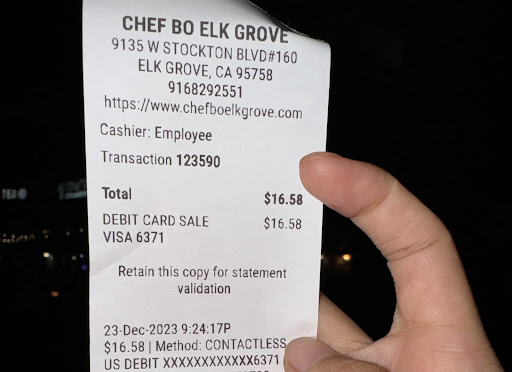 CHEF BO ELK GROVE
9135 W STOCKTON BLVD#160
ELK GROVE, CA 95758
9168292551
https://www.chefboelkgrove.com
Cashier: Employee
Transaction 123590
Total $16.58
DEBIT CARD SALE $16.58
VISA 6371
Retain this copy for statement
validation
23-Dec-2023 9:24:17P
$16.58 | Method: CONTACTLESS
US DEBIT XXXXXXXXXXXX6371
TEA